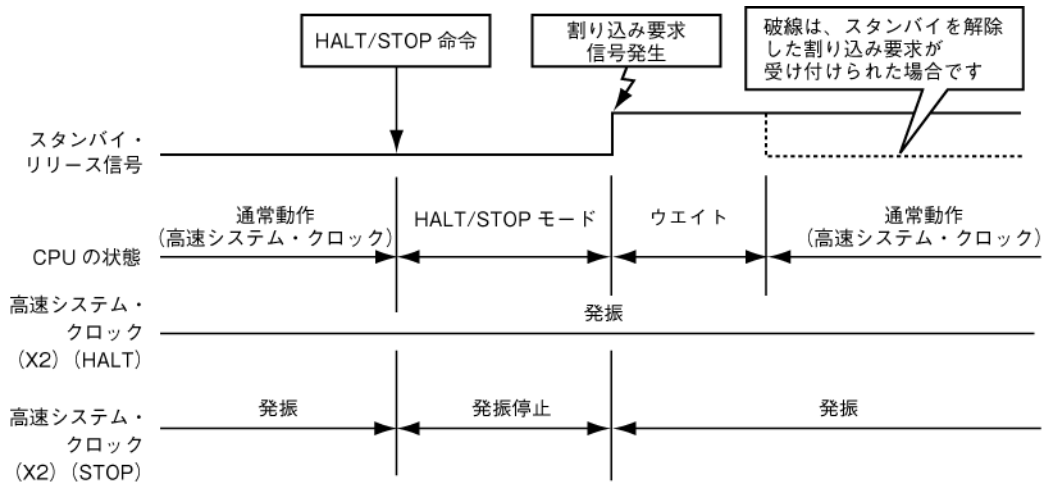 HALT/STOP 命令
割り込み要求
信号発生
破線は、スタンバイを解除
した割り込み要求が
受け付けられた場合です
スタンバイ・
リリース信号
通常動作
(高速システム・クロック)
HALT/STOP モード
ウエイト
通常動作
(高速システム・クロック)
CPU の状態
高速システム・
クロック
(X2) (HALT)
発振
高速システム・
クロック
(X2) (STOP)
発振
発振停止
発振